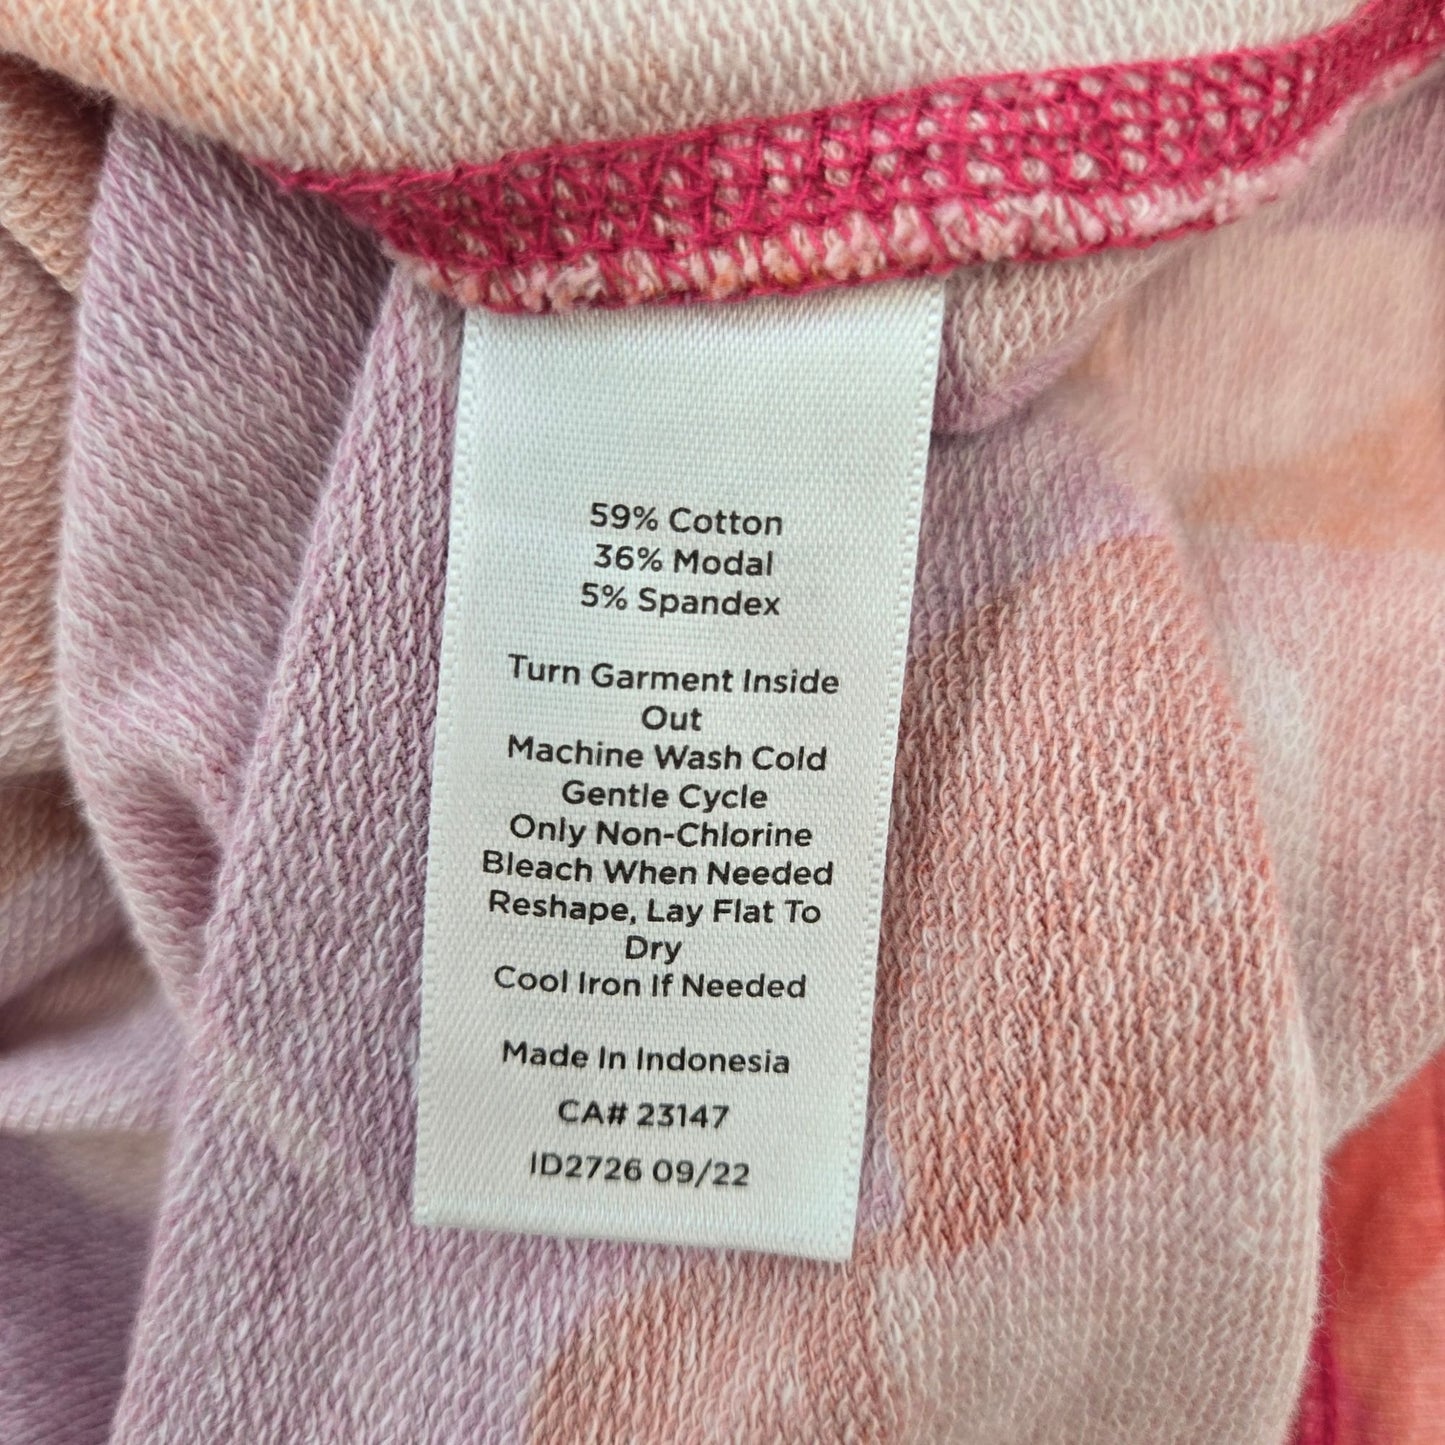 59% Cotton
36% Modal
5% Spandex
Turn Garment Inside
Out
Machine Wash Cold
Gentle Cycle
Only Non-Chlorine
Bleach When Needed
Reshape, Lay Flat To
Dry
Cool Iron If Needed
Made In Indonesia
CA# 23147
ID2726 09/22